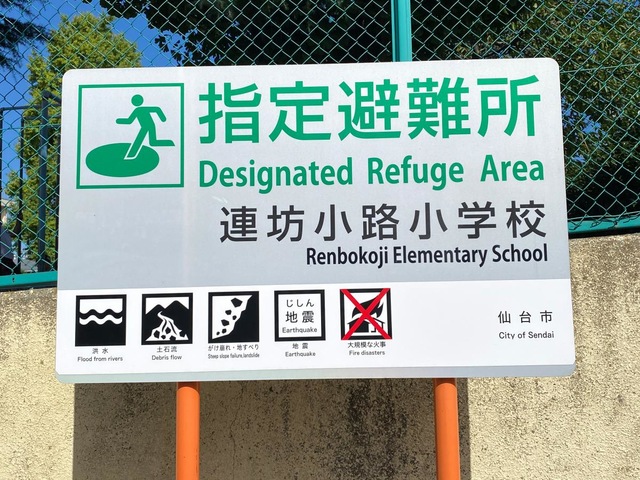 指定避難所
Designated Refuge Area
連坊小路小学校
Renbokoji Elementary School
洪水
Flood from rivers
土石流
Debris flow
がけ崩れ・地すべり
Steep slope failure, landslide
じしん
地震
Earthquake
地震
Earthquake
大規模な火事
Fire disasters
仙台市
City of Sendai